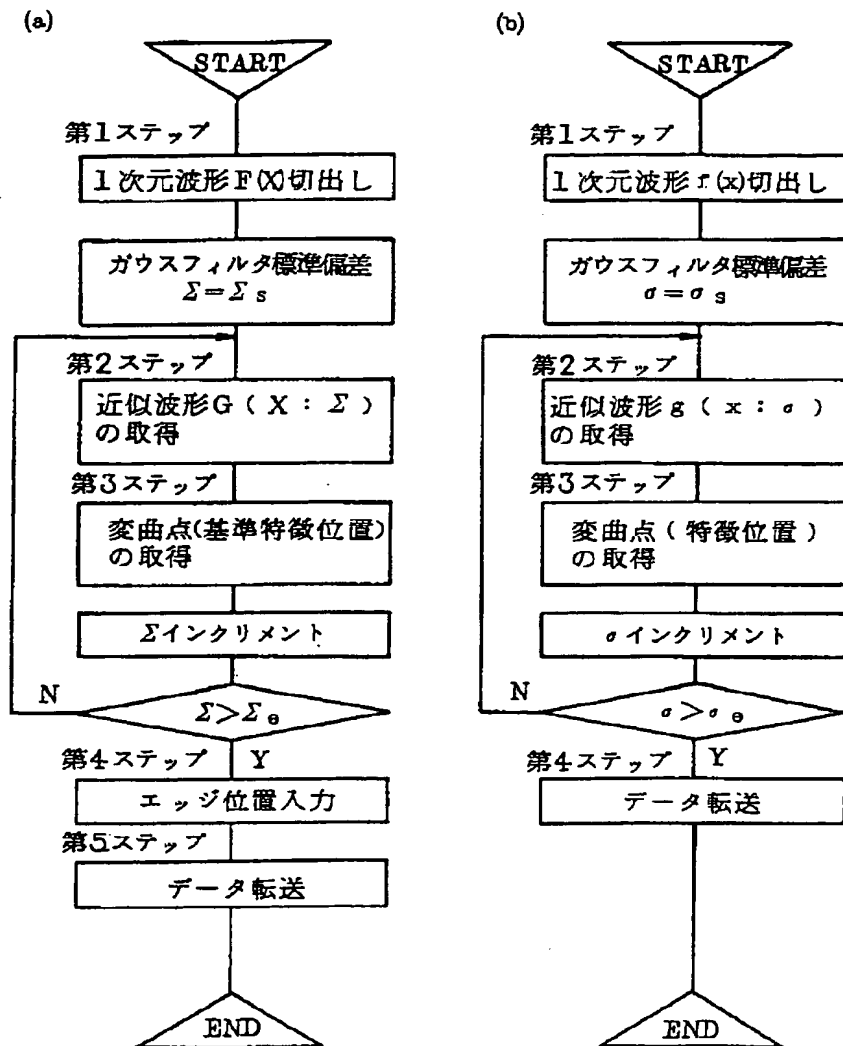 (a)
START
第1ステップ
1次元波形F(X)切出し
ガウスフィルタ標準偏差
Σ=Σs
第2ステップ
近似波形G(X:Σ)
の取得
第3ステップ
変曲点(基準特徴位置)
の取得
Σインクリメント
N
Σ>Σe
第4ステップ
Y
エッジ位置入力
第5ステップ
データ転送
END
(b)
START
第1ステップ
1次元波形f(x)切出し
ガウスフィルタ標準偏差
σ=σs
第2ステップ
近似波形g(x:σ)
の取得
第3ステップ
変曲点(特徴位置)
の取得
σインクリメント
N
σ>σe
第4ステップ
Y
データ転送
END